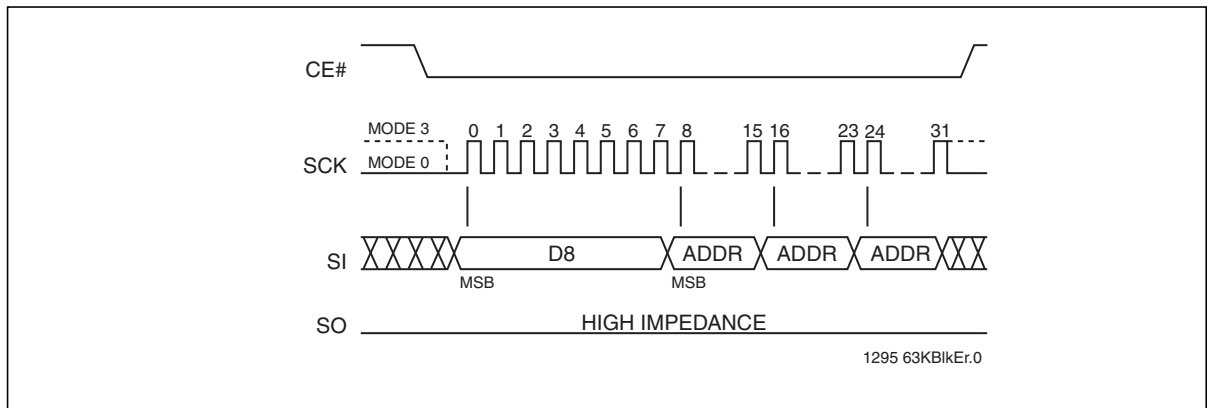 CE#
MODE 3 0 1 2 3 4 5 6 7 8 15 16 23 24 31
SCK MODE 0
SI D8 ADDR ADDR ADDR
MSB MSB
SO HIGH IMPEDANCE
1295 63KBlkEr.0